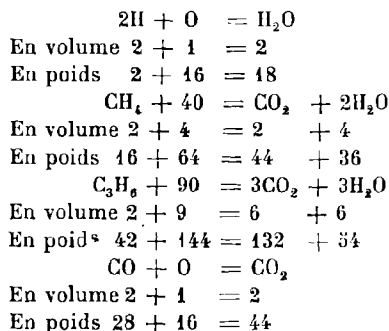 2H + O = H₂O
En volume 2 + 1 = 2
En poids 2 + 16 = 18
CH₄ + 4O = CO₂ + 2H₂O
En volume 2 + 4 = 2 + 4
En poids 16 + 64 = 44 + 36
C₃H₆ + 9O = 3CO₂ + 3H₂O
En volume 2 + 9 = 6 + 6
En poids 42 + 144 = 132 + 54
CO + O = CO₂
En volume 2 + 1 = 2
En poids 28 + 16 = 44